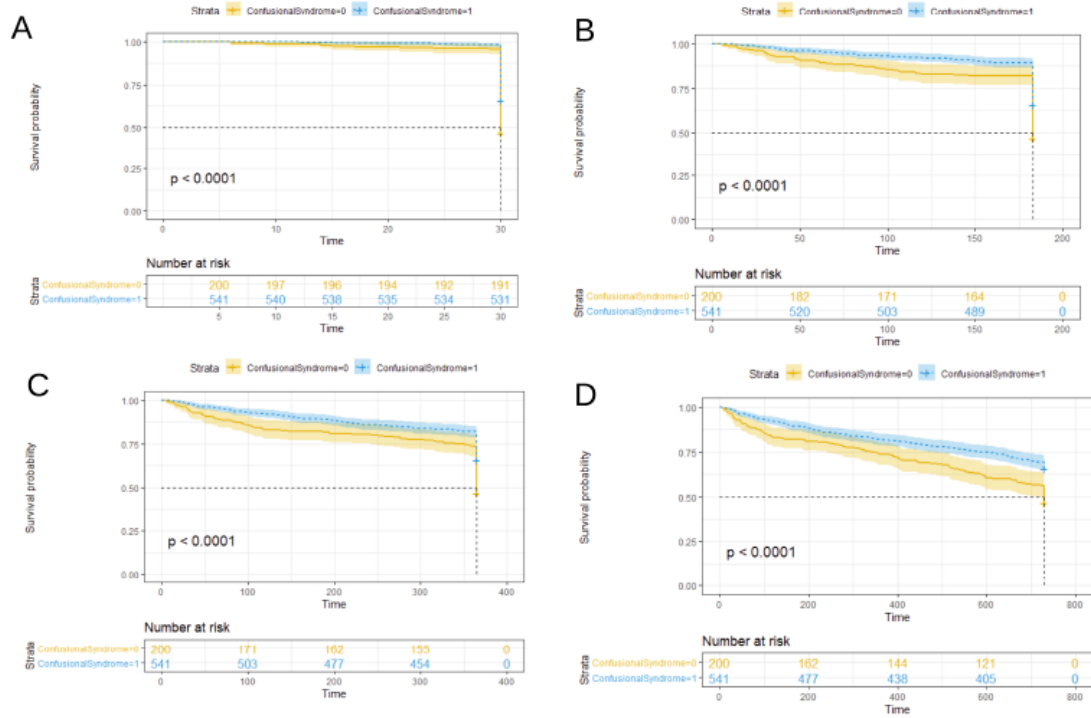 A
Strata ConfusionalSyndrome=0 ConfusionalSyndrome=1
1.00
0.75
0.50
0.25
0.00
Survival probability
p < 0.0001
0 10 20 30
Time
Number at risk
Strata
ConfusionalSyndrome=0 200 197 196 194 192 191
ConfusionalSyndrome=1 541 540 538 535 534 531
5 10 15 20 25 30
Time
B
Strata ConfusionalSyndrome=0 ConfusionalSyndrome=1
1.00
0.75
0.50
0.25
0.00
Survival probability
p < 0.0001
0 50 100 150 200
Time
Number at risk
Strata
ConfusionalSyndrome=0 200 182 171 164 0
ConfusionalSyndrome=1 541 520 503 489 0
0 50 100 150 200
Time
C
Strata ConfusionalSyndrome=0 ConfusionalSyndrome=1
1.00
0.75
0.50
0.25
0.00
Survival probability
p < 0.0001
0 100 200 300 400
Time
Number at risk
Strata
ConfusionalSyndrome=0 200 171 162 155 0
ConfusionalSyndrome=1 541 503 477 454 0
0 100 200 300 400
Time
D
Strata ConfusionalSyndrome=0 ConfusionalSyndrome=1
1.00
0.75
0.50
0.25
0.00
Survival probability
p < 0.0001
0 200 400 600 800
Time
Number at risk
Strata
ConfusionalSyndrome=0 200 162 144 121 0
ConfusionalSyndrome=1 541 477 438 405 0
0 200 400 600 800
Time